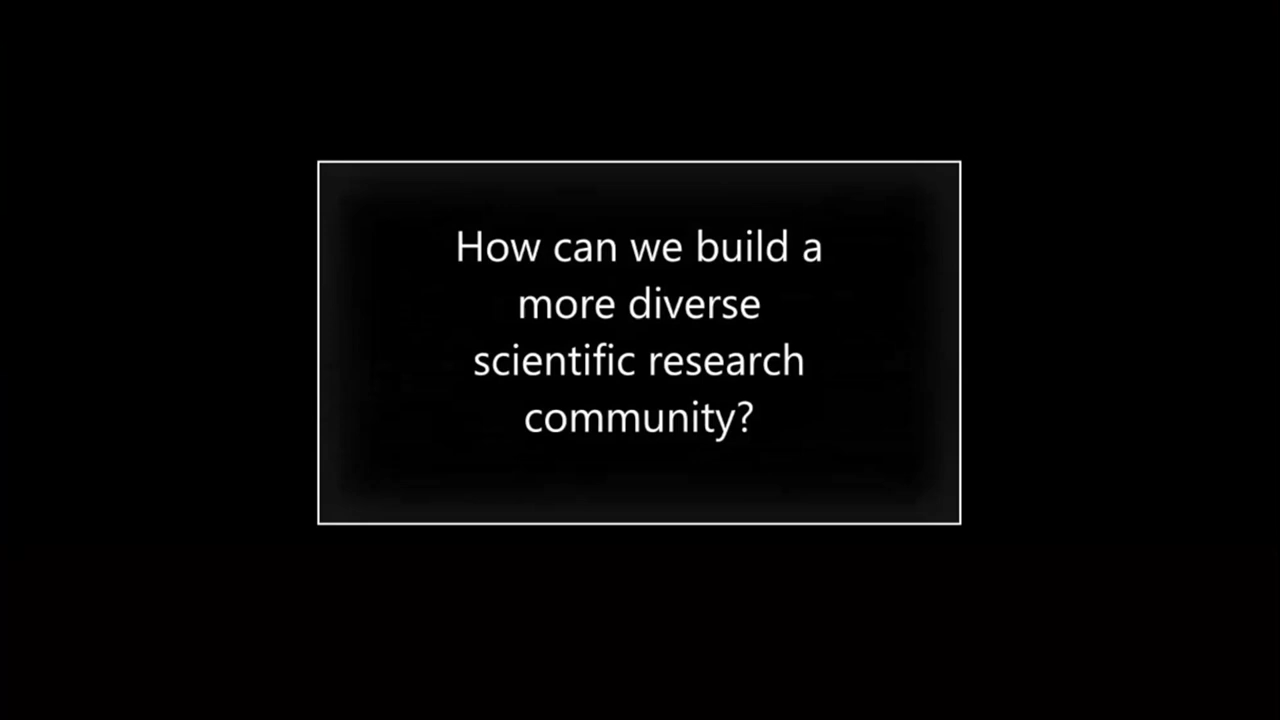 How can we build a
more diverse
scientific research
community?